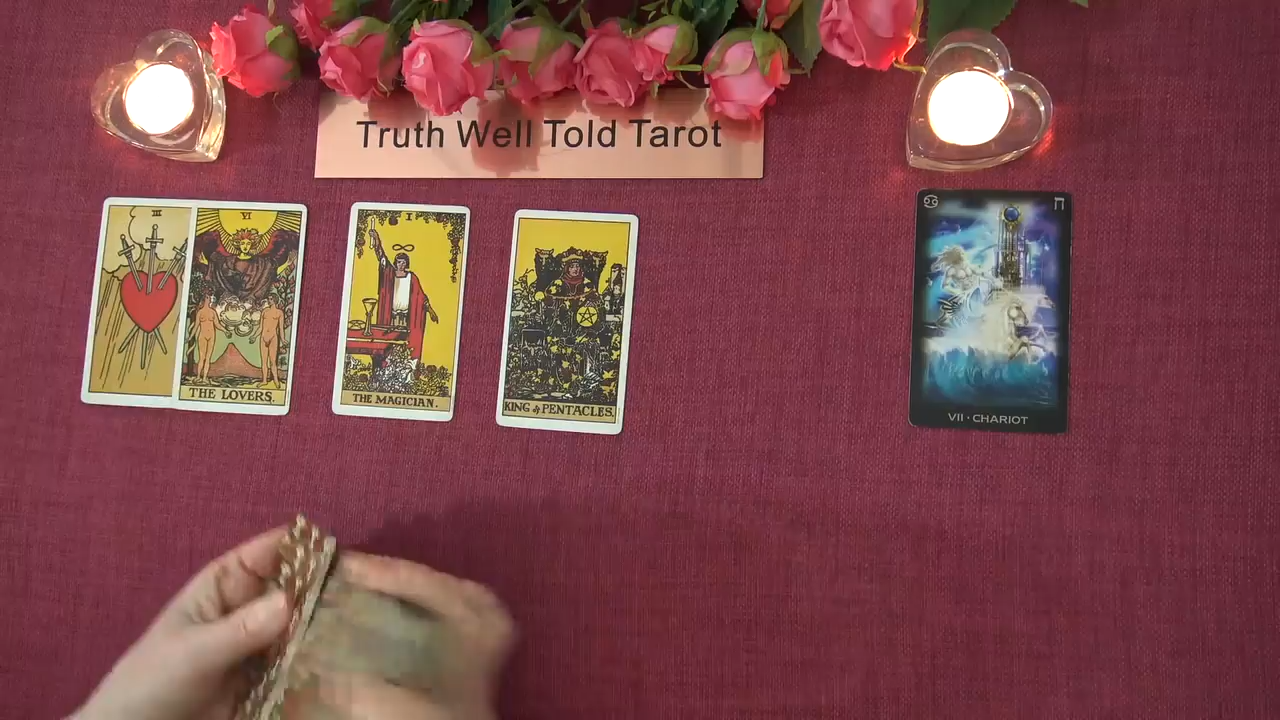 Truth Well Told Tarot
III
VI
THE LOVERS.
I
THE MAGICIAN.
KING of PENTACLES.
VII • CHARIOT